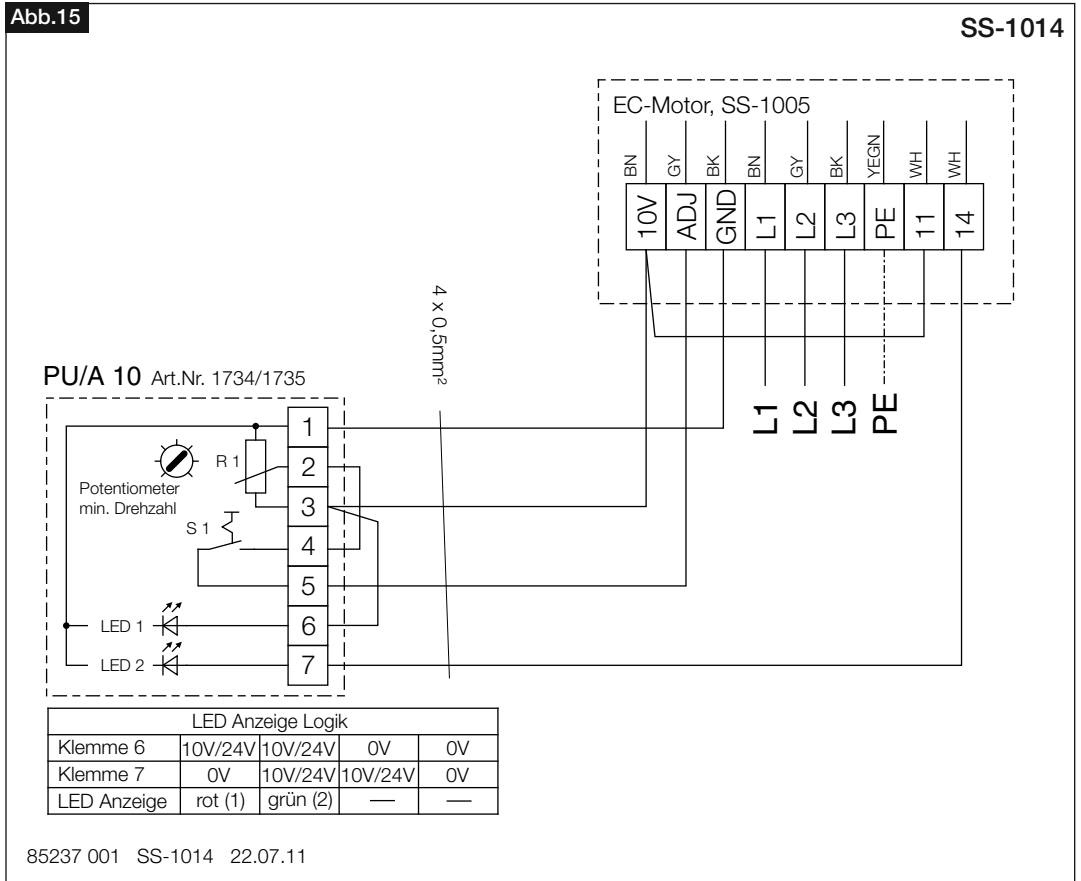 Abb.15
SS-1014
EC-Motor, SS-1005
BN GY BK BN GY BK YEGN WH WH
10V ADJ GND L1 L2 L3 PE 11 14
4 x 0,5mm²
L1 L2 L3 PE
PU/A 10 Art.Nr. 1734/1735
1
R 1
2
Potentiometer
min. Drehzahl
3
S 1
4
5
LED 1
6
LED 2
7
LED Anzeige Logik
Klemme 6 10V/24V 10V/24V 0V 0V
Klemme 7 0V 10V/24V 10V/24V 0V
LED Anzeige rot (1) grün (2) — —
85237 001 SS-1014 22.07.11